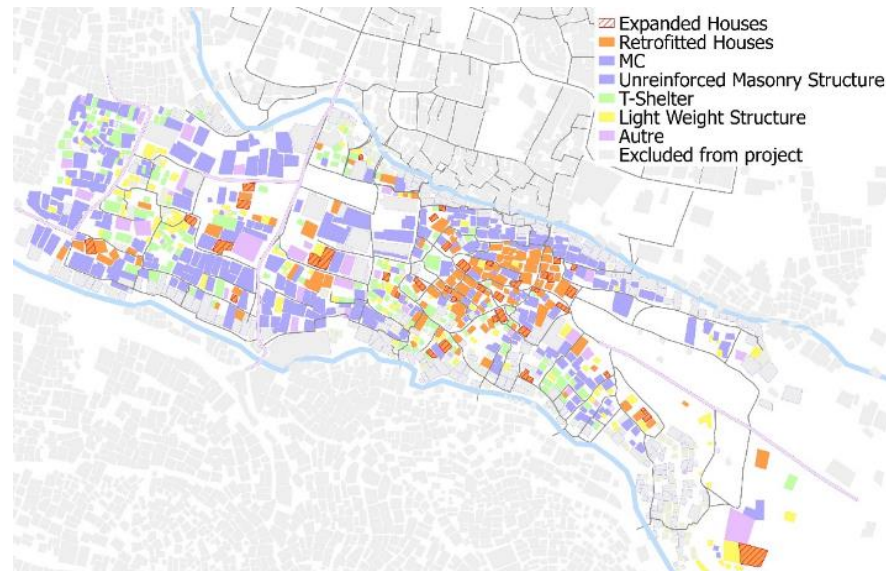 Expanded Houses
Retrofitted Houses
MC
Unreinforced Masonry Structure
T-Shelter
Light Weight Structure
Autre
Excluded from project